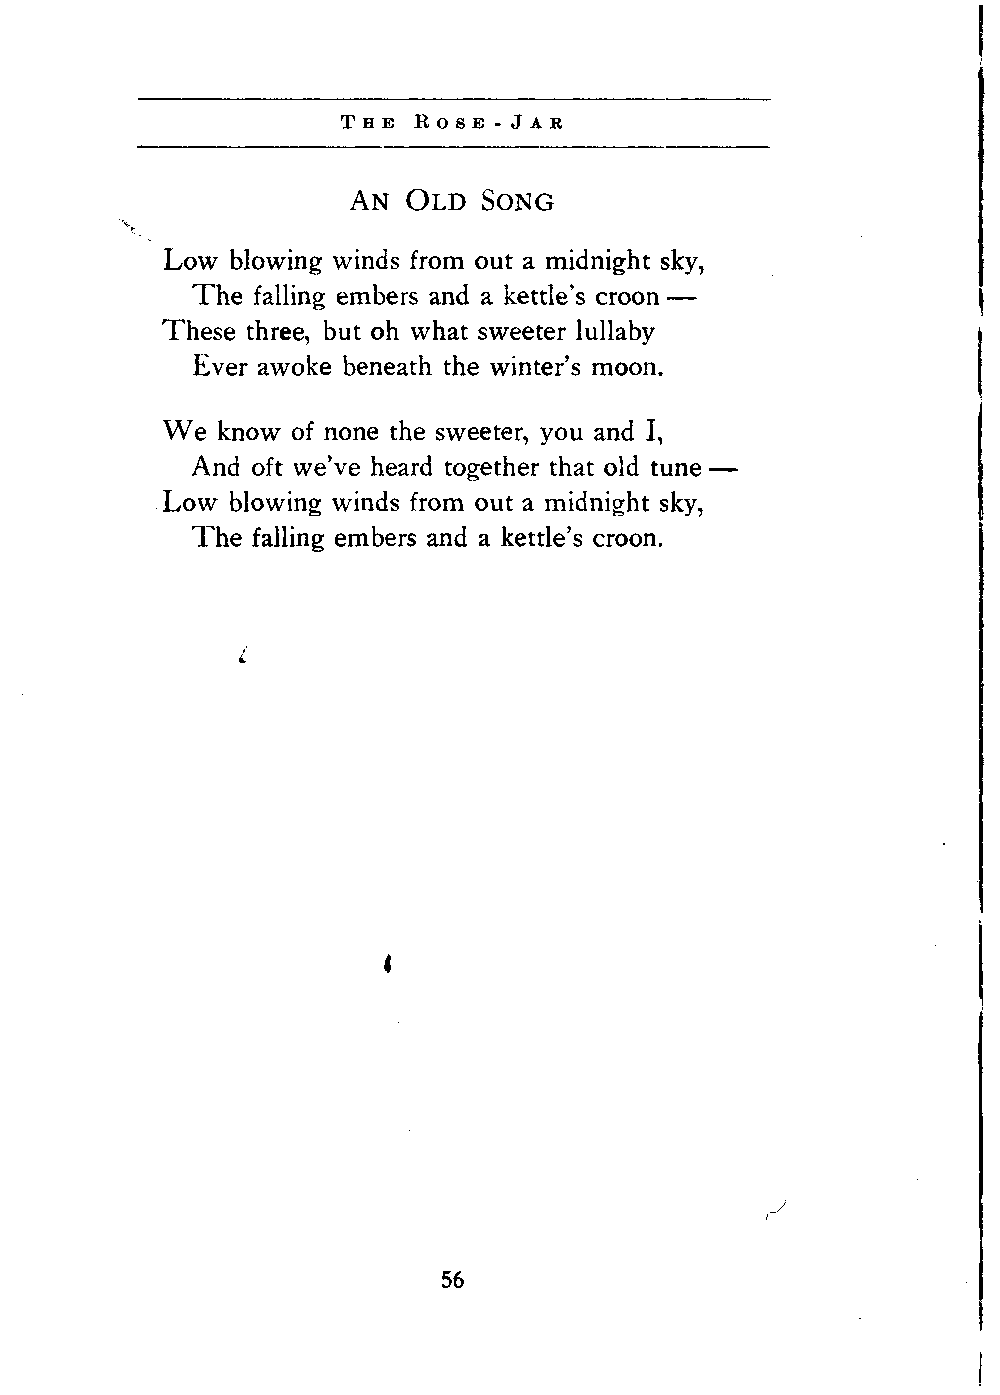 The Rose-Jar
An Old Song
Low blowing winds from out a midnight sky,
The falling embers and a kettle's croon —
These three, but oh what sweeter lullaby
Ever awoke beneath the winter's moon.
We know of none the sweeter, you and I,
And oft we've heard together that old tune —
Low blowing winds from out a midnight sky,
The falling embers and a kettle's croon.
56